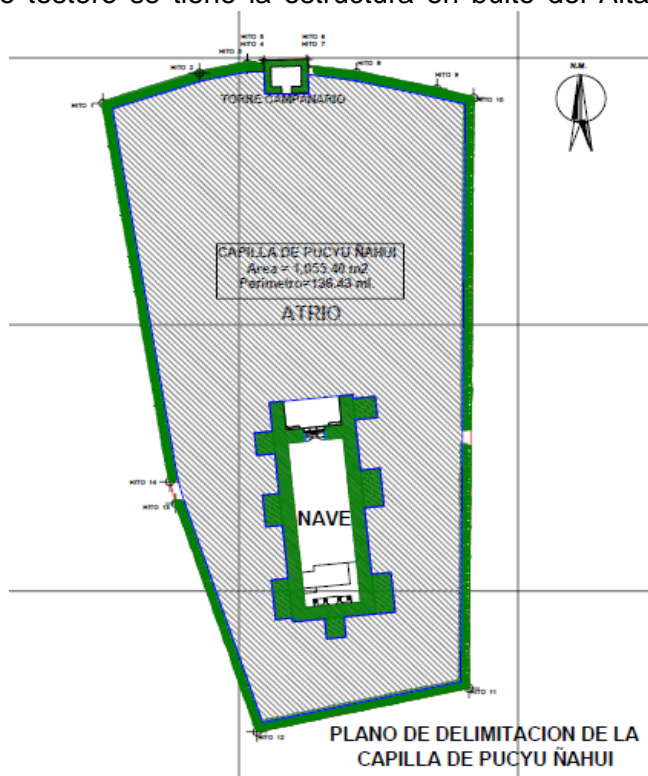 testero se tiene la estructura en bulto del Alta
HITO 5
HITO 6
HITO 3
HITO 4
HITO 7
HITO 2
HITO 8
HITO 9
HITO 1
HITO 10
N.M.
TORRE CAMPANARIO
CAPILLA DE PUCYU ÑAHUI
Area = 1,055.40 m2
Perimetro=136.43 ml.
ATRIO
HITO 14
HITO 13
NAVE
HITO 11
HITO 12
PLANO DE DELIMITACION DE LA
CAPILLA DE PUCYU ÑAHUI